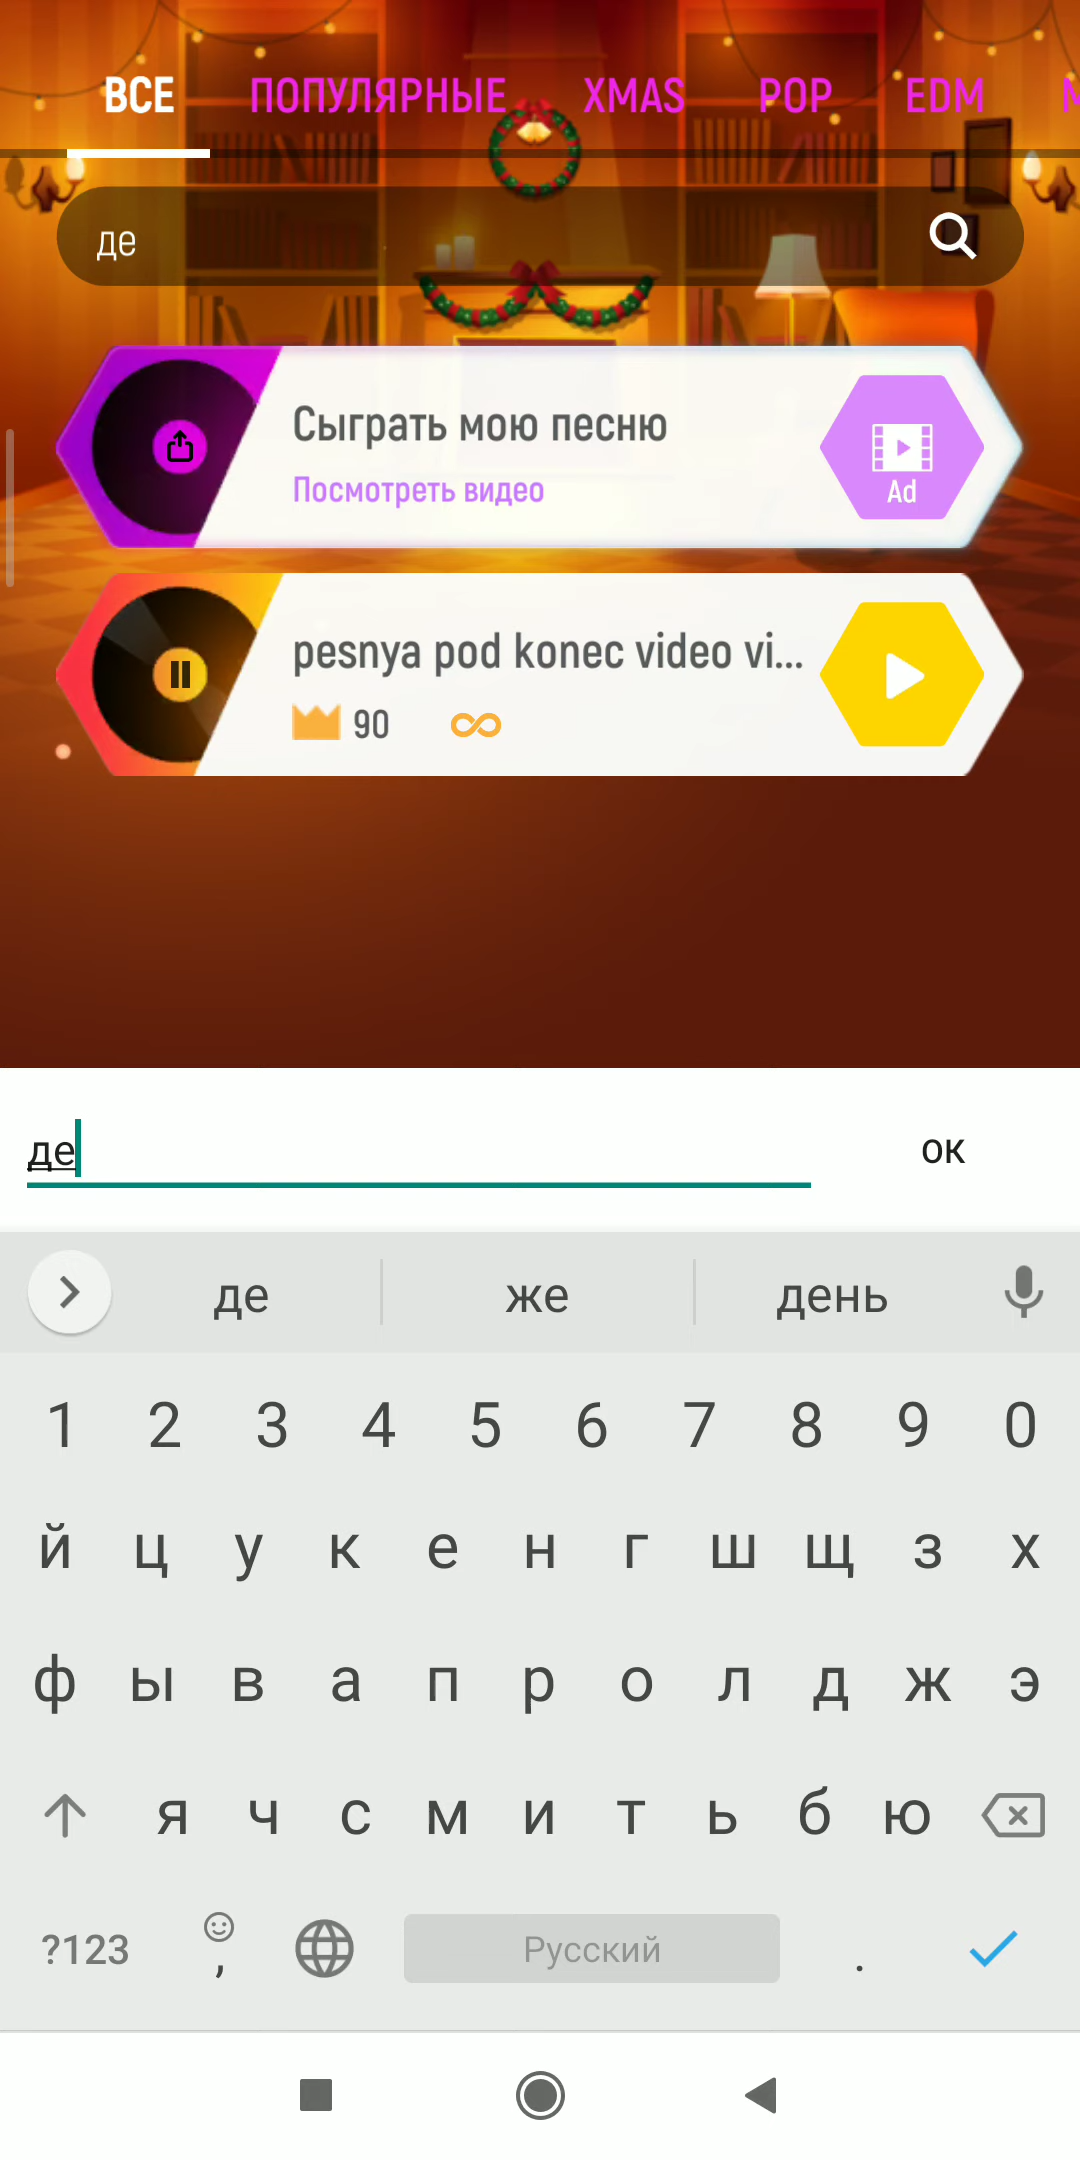 ВСЕ ПОПУЛЯРНЫЕ XMAS POP EDM
де
Сыграть мою песню
Посмотреть видео
Ad
pesnya pod konec video vi...
90
де
ОК
де же день
1 2 3 4 5 6 7 8 9 0
й ц у к е н г ш щ з х
ф ы в а п р о л д ж э
я ч с м и т ь б ю
?123 , Русский .